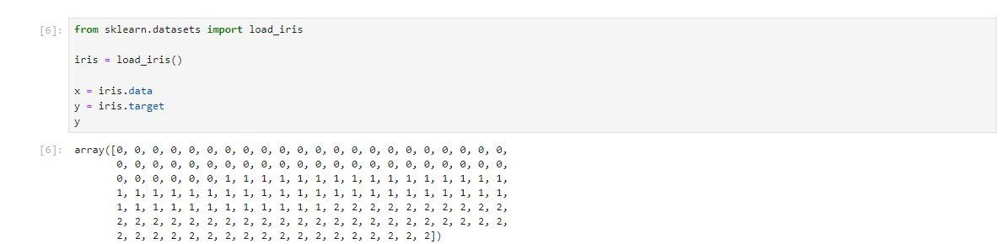 [6]: from sklearn.datasets import load_iris
iris = load_iris()
x = iris.data
y = iris.target
y
[6]: array([0, 0, 0, 0, 0, 0, 0, 0, 0, 0, 0, 0, 0, 0, 0, 0, 0, 0, 0, 0, 0, 0,
0, 0, 0, 0, 0, 0, 0, 0, 0, 0, 0, 0, 0, 0, 0, 0, 0, 0, 0, 0, 0, 0,
0, 0, 0, 0, 0, 0, 1, 1, 1, 1, 1, 1, 1, 1, 1, 1, 1, 1, 1, 1, 1, 1,
1, 1, 1, 1, 1, 1, 1, 1, 1, 1, 1, 1, 1, 1, 1, 1, 1, 1, 1, 1, 1, 1,
1, 1, 1, 1, 1, 1, 1, 1, 1, 1, 1, 1, 2, 2, 2, 2, 2, 2, 2, 2, 2, 2,
2, 2, 2, 2, 2, 2, 2, 2, 2, 2, 2, 2, 2, 2, 2, 2, 2, 2, 2, 2, 2, 2,
2, 2, 2, 2, 2, 2, 2, 2, 2, 2, 2, 2, 2, 2, 2, 2, 2, 2])